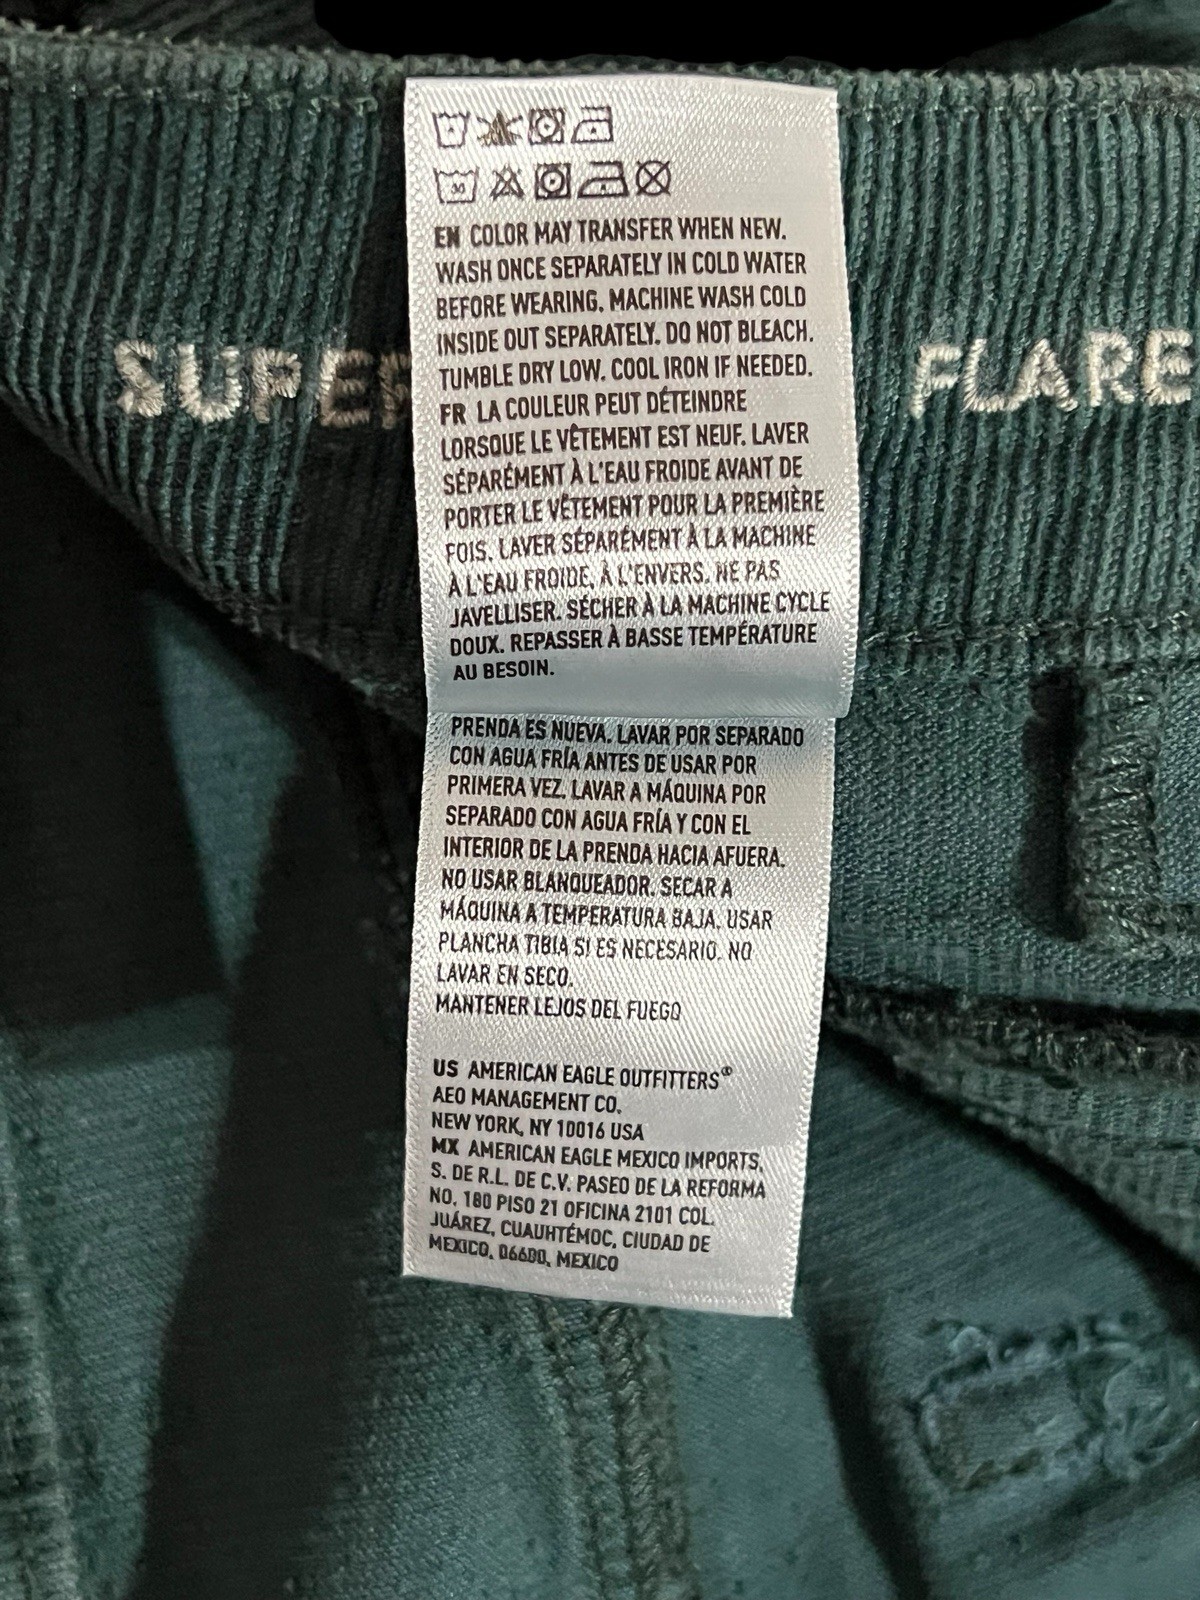 30
EN COLOR MAY TRANSFER WHEN NEW.
WASH ONCE SEPARATELY IN COLD WATER
BEFORE WEARING. MACHINE WASH COLD
INSIDE OUT SEPARATELY. DO NOT BLEACH.
TUMBLE DRY LOW. COOL IRON IF NEEDED.
FR LA COULEUR PEUT DÉTEINDRE
LORSQUE LE VÊTEMENT EST NEUF. LAVER
SÉPARÉMENT À L'EAU FROIDE AVANT DE
PORTER LE VÊTEMENT POUR LA PREMIÈRE
FOIS. LAVER SÉPARÉMENT À LA MACHINE
À L'EAU FROIDE, À L'ENVERS. NE PAS
JAVELLISER. SÉCHER À LA MACHINE CYCLE
DOUX. REPASSER À BASSE TEMPÉRATURE
AU BESOIN.
PRENDA ES NUEVA. LAVAR POR SEPARADO
CON AGUA FRÍA ANTES DE USAR POR
PRIMERA VEZ. LAVAR A MÁQUINA POR
SEPARADO CON AGUA FRÍA Y CON EL
INTERIOR DE LA PRENDA HACIA AFUERA.
NO USAR BLANQUEADOR. SECAR A
MÁQUINA A TEMPERATURA BAJA. USAR
PLANCHA TIBIA SI ES NECESARIO. NO
LAVAR EN SECO.
MANTENER LEJOS DEL FUEGO
US AMERICAN EAGLE OUTFITTERS®
AEO MANAGEMENT CO.
NEW YORK, NY 10016 USA
MX AMERICAN EAGLE MEXICO IMPORTS,
S. DE R.L. DE C.V. PASEO DE LA REFORMA
NO. 180 PISO 21 OFICINA 2101 COL.
JUÁREZ, CUAUHTÉMOC, CIUDAD DE
MEXICO, 06600, MEXICO
SUPER
FLARE